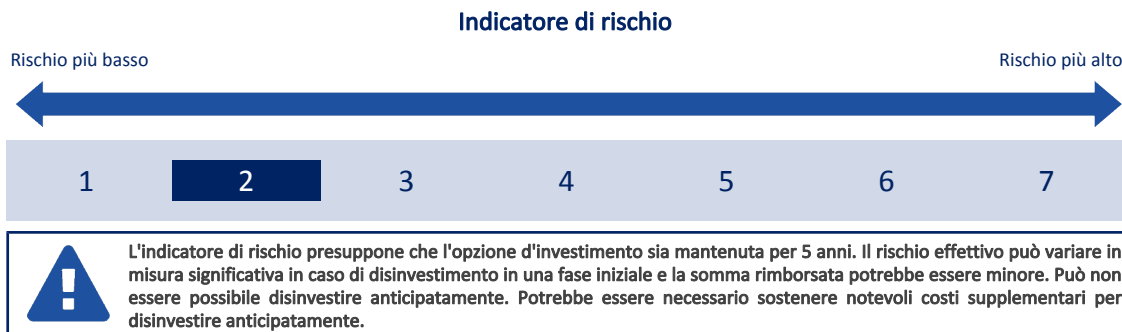 Indicatore di rischio
Rischio più basso
Rischio più alto
1 2 3 4 5 6 7
L'indicatore di rischio presuppone che l'opzione d'investimento sia mantenuta per 5 anni. Il rischio effettivo può variare in
misura significativa in caso di disinvestimento in una fase iniziale e la somma rimborsata potrebbe essere minore. Può non
essere possibile disinvestire anticipatamente. Potrebbe essere necessario sostenere notevoli costi supplementari per
disinvestire anticipatamente.